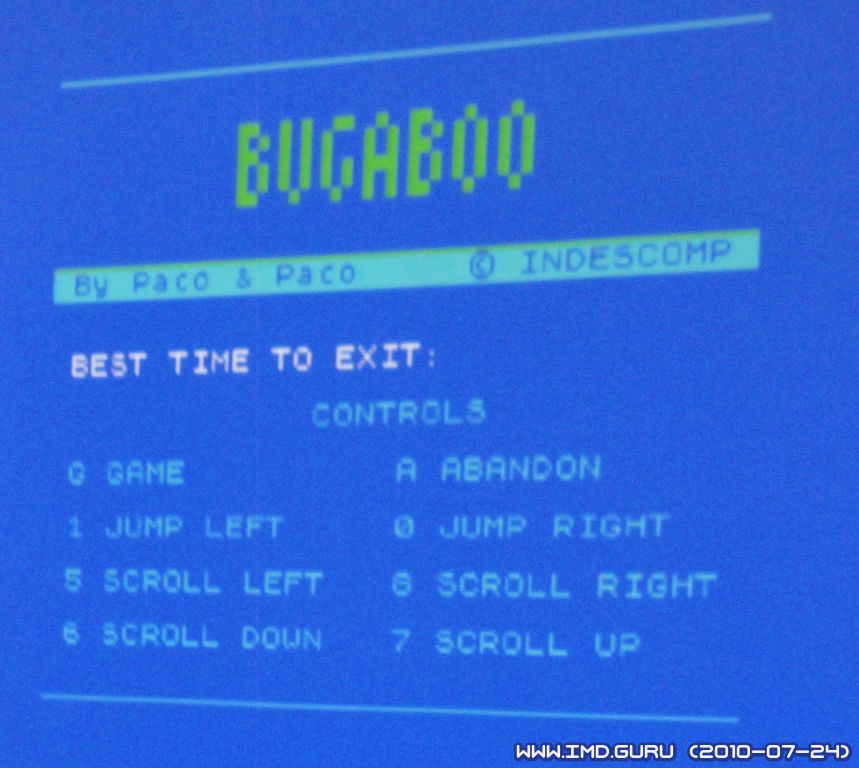 BUGABOO
By Paco & Paco © INDESCOMP
BEST TIME TO EXIT:
CONTROLS
G GAME A ABANDON
1 JUMP LEFT 0 JUMP RIGHT
5 SCROLL LEFT 8 SCROLL RIGHT
6 SCROLL DOWN 7 SCROLL UP
WWW.IMD.GURU (2010-07-24)